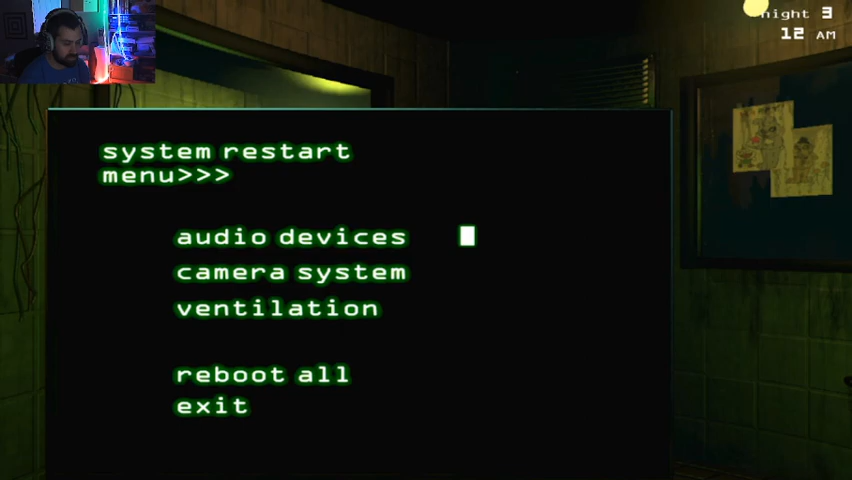 night 3
12 AM
system restart
menu>>>
audio devices
camera system
ventilation
reboot all
exit